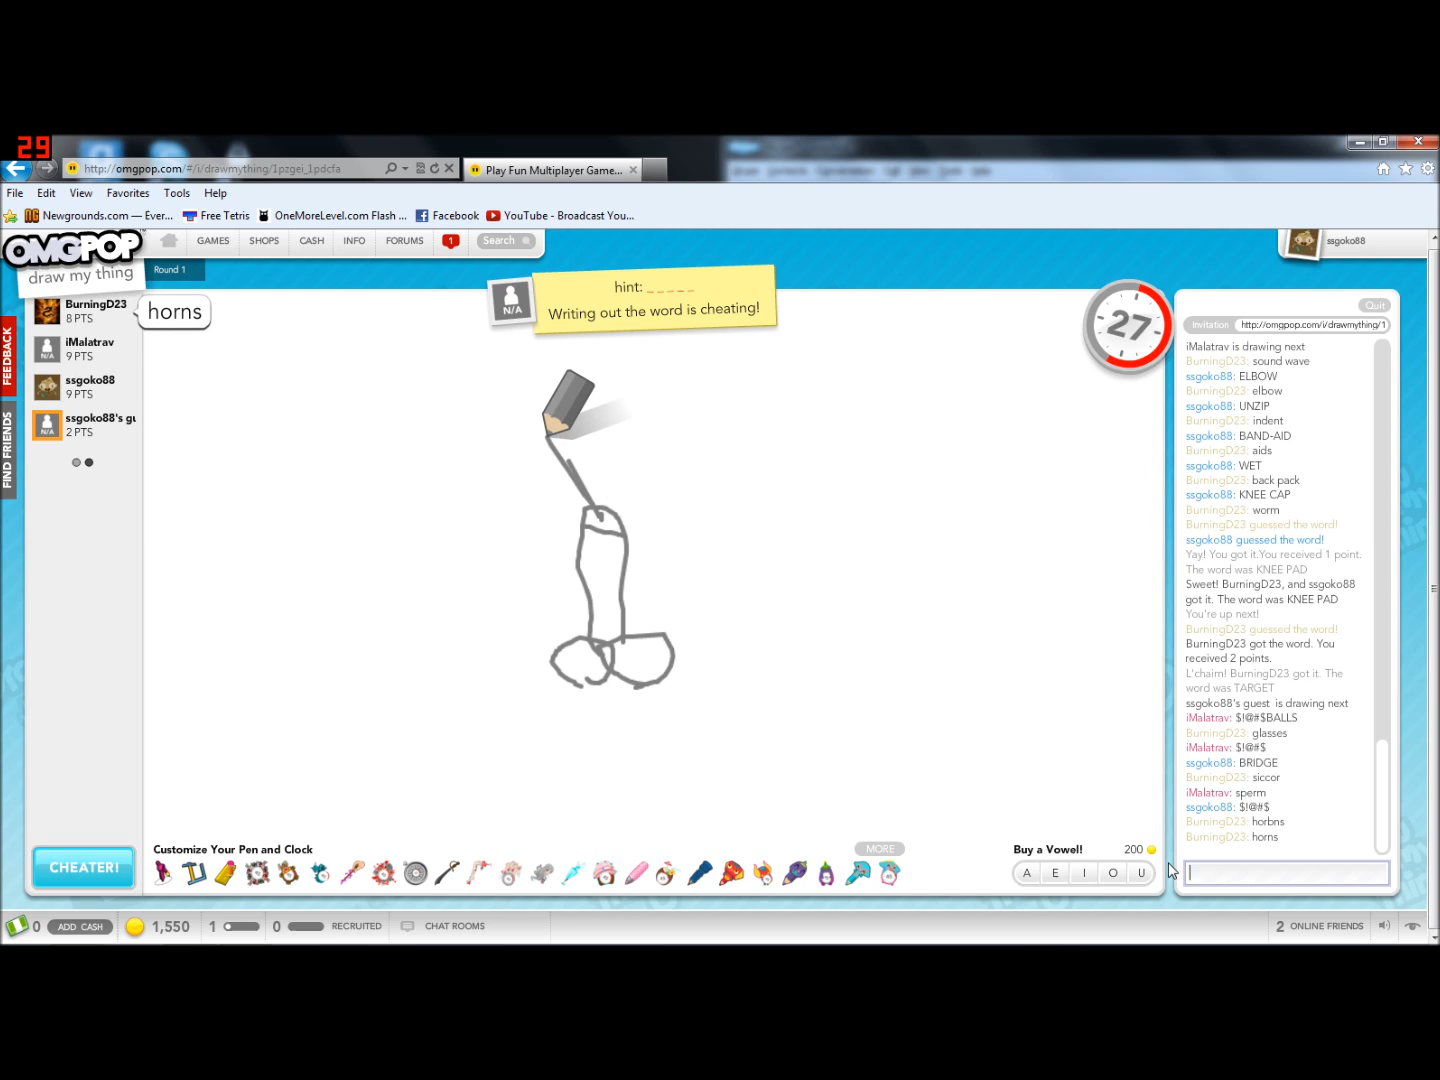 29
http://omgpop.com/#/i/drawmything/1pzgei_1pdcfa
Play Fun Multiplayer Game...
File Edit View Favorites Tools Help
NG Newgrounds.com — Ever... Free Tetris OneMoreLevel.com Flash ... Facebook YouTube - Broadcast You...
OMGPOP
draw my thing
GAMES SHOPS CASH INFO FORUMS 1 Search
ssgoko88
Round 1
BurningD23
8 PTS
horns
iMalatrav
9 PTS
ssgoko88
9 PTS
ssgoko88's gu
2 PTS
N/A
N/A
N/A
FEEDBACK
FIND FRIENDS
hint: _ _ _ _ _
Writing out the word is cheating!
27
Quit
Invitation http://omgpop.com/i/drawmything/1
iMalatrav is drawing next
BurningD23: sound wave
ssgoko88: ELBOW
BurningD23: elbow
ssgoko88: UNZIP
BurningD23: indent
ssgoko88: BAND-AID
BurningD23: aids
ssgoko88: WET
BurningD23: back pack
ssgoko88: KNEE CAP
BurningD23: worm
BurningD23 guessed the word!
ssgoko88 guessed the word!
Yay! You got it.You received 1 point.
The word was KNEE PAD
Sweet! BurningD23, and ssgoko88
got it. The word was KNEE PAD
You're up next!
BurningD23 guessed the word!
BurningD23 got the word. You
received 2 points.
L'chaim! BurningD23 got it. The
word was TARGET
ssgoko88's guest is drawing next
iMalatrav: $!@#$BALLS
BurningD23: glasses
iMalatrav: $!@#$
ssgoko88: BRIDGE
BurningD23: siccor
iMalatrav: sperm
ssgoko88: $!@#$
BurningD23: horbns
BurningD23: horns
CHEATER!
Customize Your Pen and Clock
MORE
Buy a Vowel! 200
A E I O U
0 ADD CASH 1,550 1 0 RECRUITED CHAT ROOMS
2 ONLINE FRIENDS